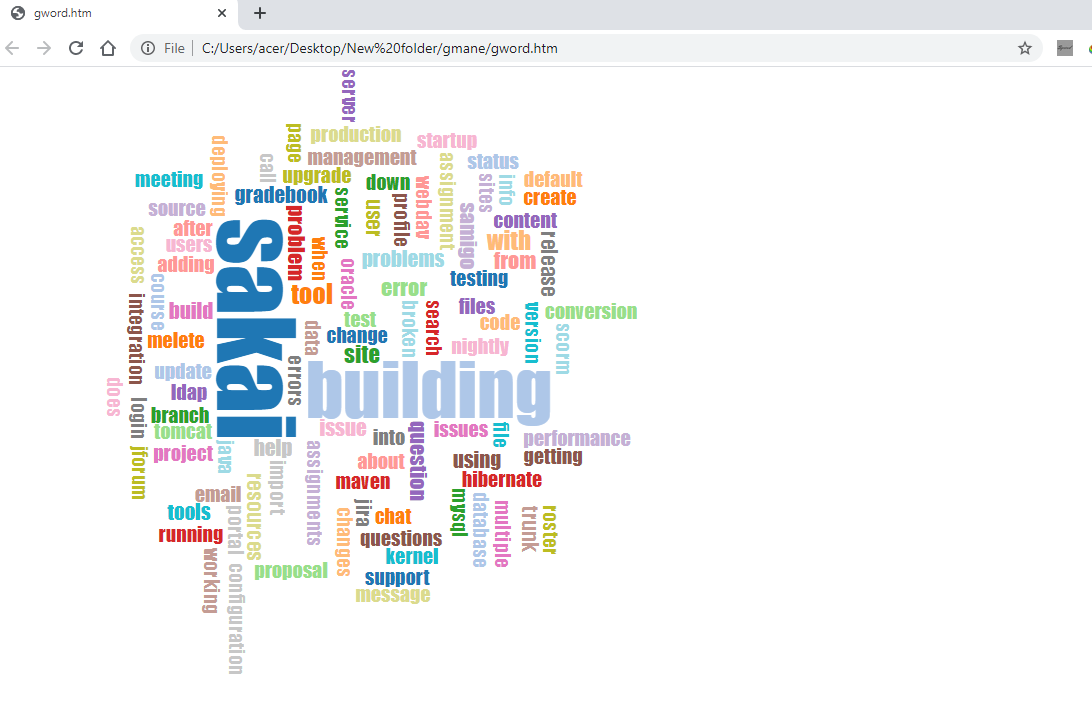 gword.htm
File
C:/Users/acer/Desktop/New%20folder/gmane/gword.htm
server
page
production
startup
deploying
call
management
assignment
status
meeting
upgrade
down
webdav
sites
info
default
gradebook
service
user
profile
create
source
problem
samigo
content
after
sakai
when
with
release
access
users
problems
from
adding
oracle
testing
course
tool
error
integration
build
broken
search
files
version
conversion
data
test
code
scorm
melete
change
nightly
site
update
errors
building
does
ldap
login
branch
tomcat
issue
into
question
issues
file
performance
jforum
project
java
help
assignments
about
using
getting
import
maven
hibernate
email
resources
mysql
database
tools
portal
changes
jira
chat
multiple
trunk
roster
running
questions
working
kernel
configuration
proposal
support
message